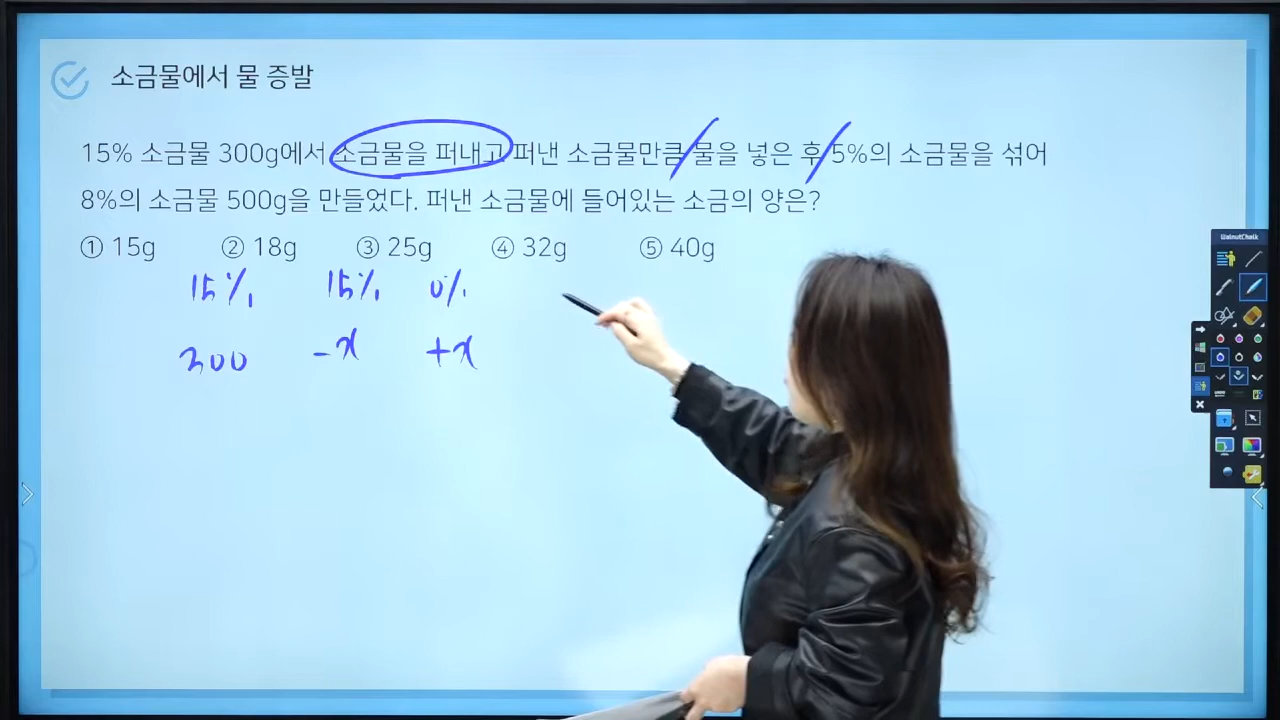 소금물에서 물 증발
15% 소금물 300g에서 소금물을 퍼내고 퍼낸 소금물만큼 물을 넣은 후 5%의 소금물을 섞어
8%의 소금물 500g을 만들었다. 퍼낸 소금물에 들어있는 소금의 양은?
① 15g ② 18g ③ 25g ④ 32g ⑤ 40g
15% 15% 0%
300 -x +x
WalnutChalk